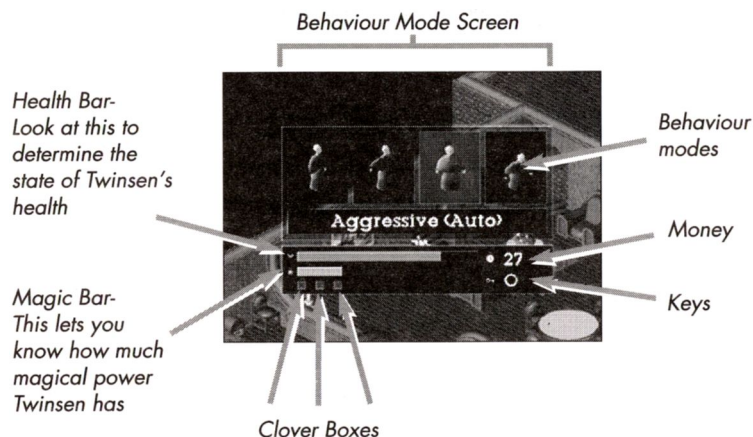 Behaviour Mode Screen
Health Bar-
Look at this to
determine the
state of Twinsen's
health
Behaviour
modes
Aggressive (Auto)
Money
27
Keys
0
Magic Bar-
This lets you
know how much
magical power
Twinsen has
Clover Boxes